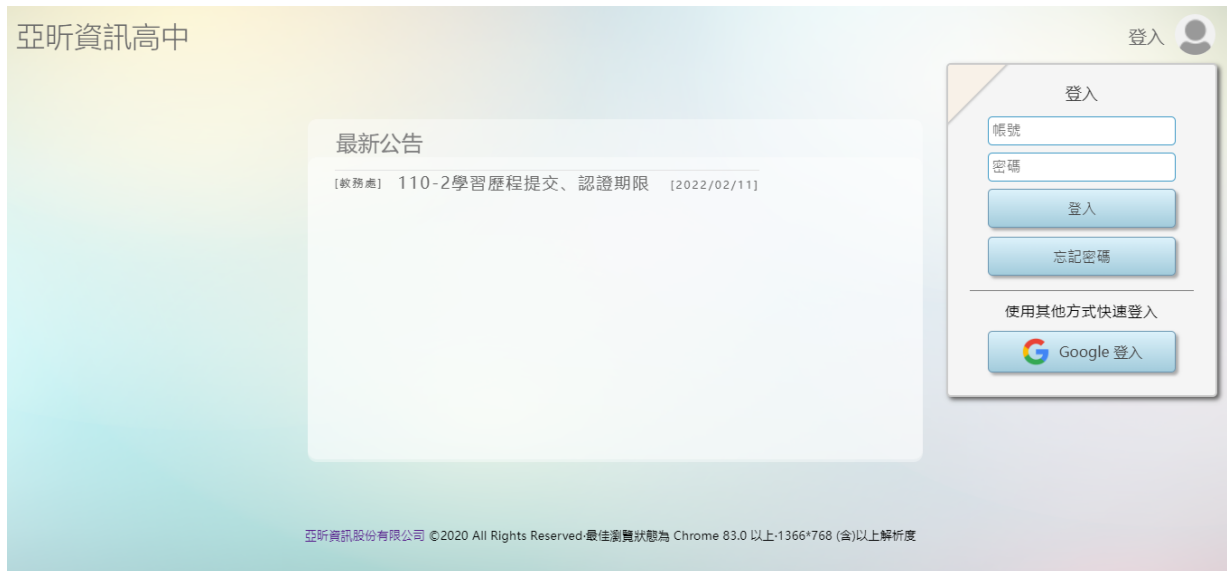 亞昕資訊高中
登入
登入
帳號
密碼
登入
忘記密碼
使用其他方式快速登入
Google 登入
最新公告
[教務處] 110-2學習歷程提交、認證期限 [2022/02/11]
亞昕資訊股份有限公司 ©2020 All Rights Reserved·最佳瀏覽狀態為 Chrome 83.0 以上·1366*768 (含)以上解析度